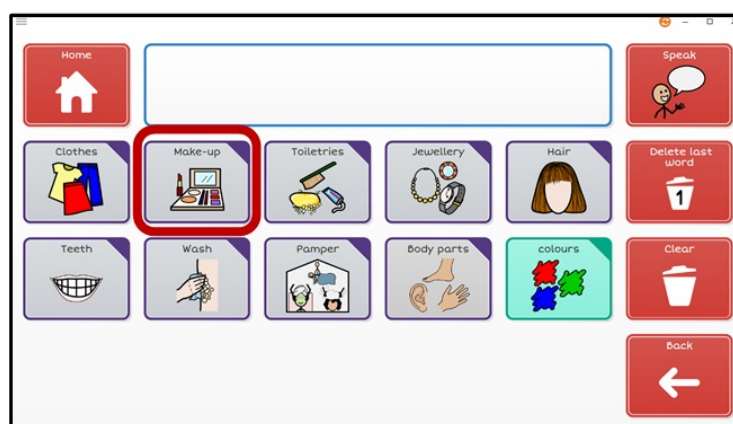 Home
Speak
Clothes
Make-up
Toiletries
Jewellery
Hair
Delete last
word
1
Teeth
Wash
Pamper
Body parts
colours
Clear
Back